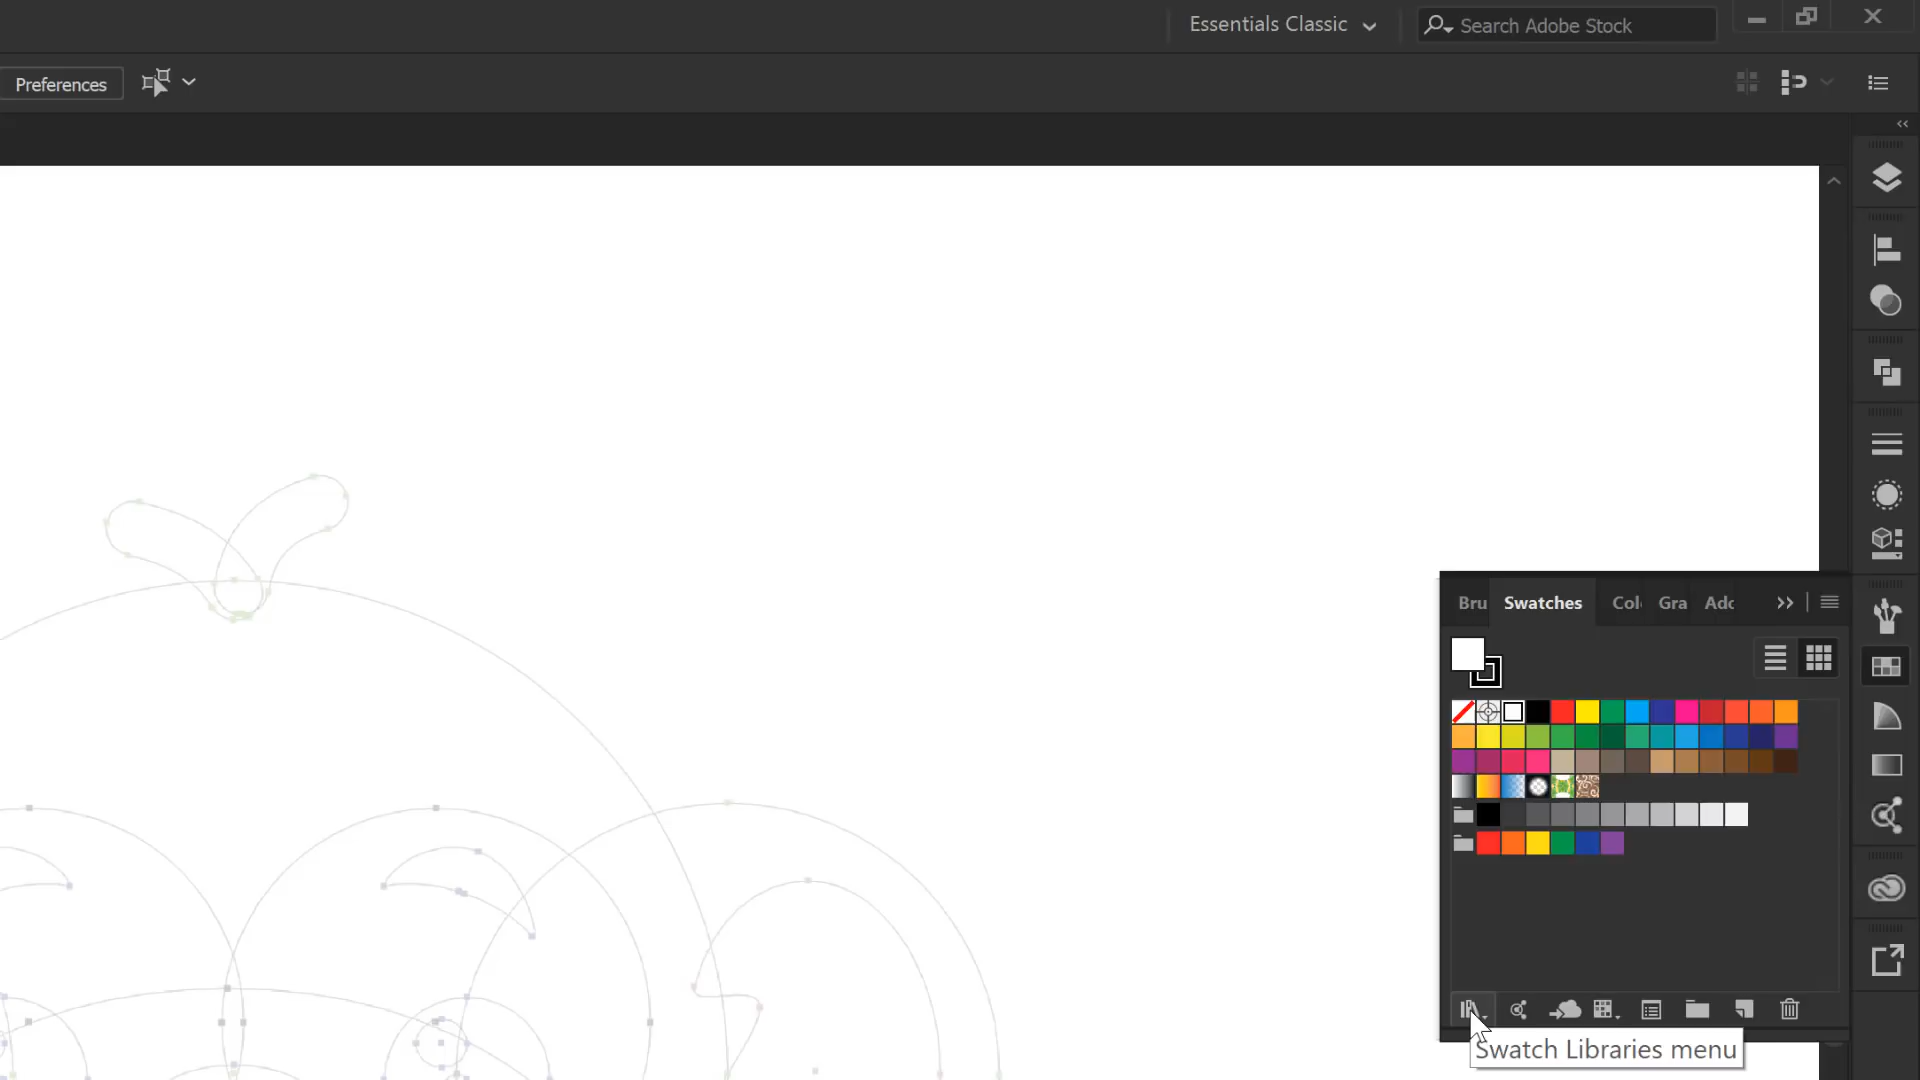 Essentials Classic
Search Adobe Stock
Preferences
Bru
Swatches
Col
Gra
Adc
Swatch Libraries menu